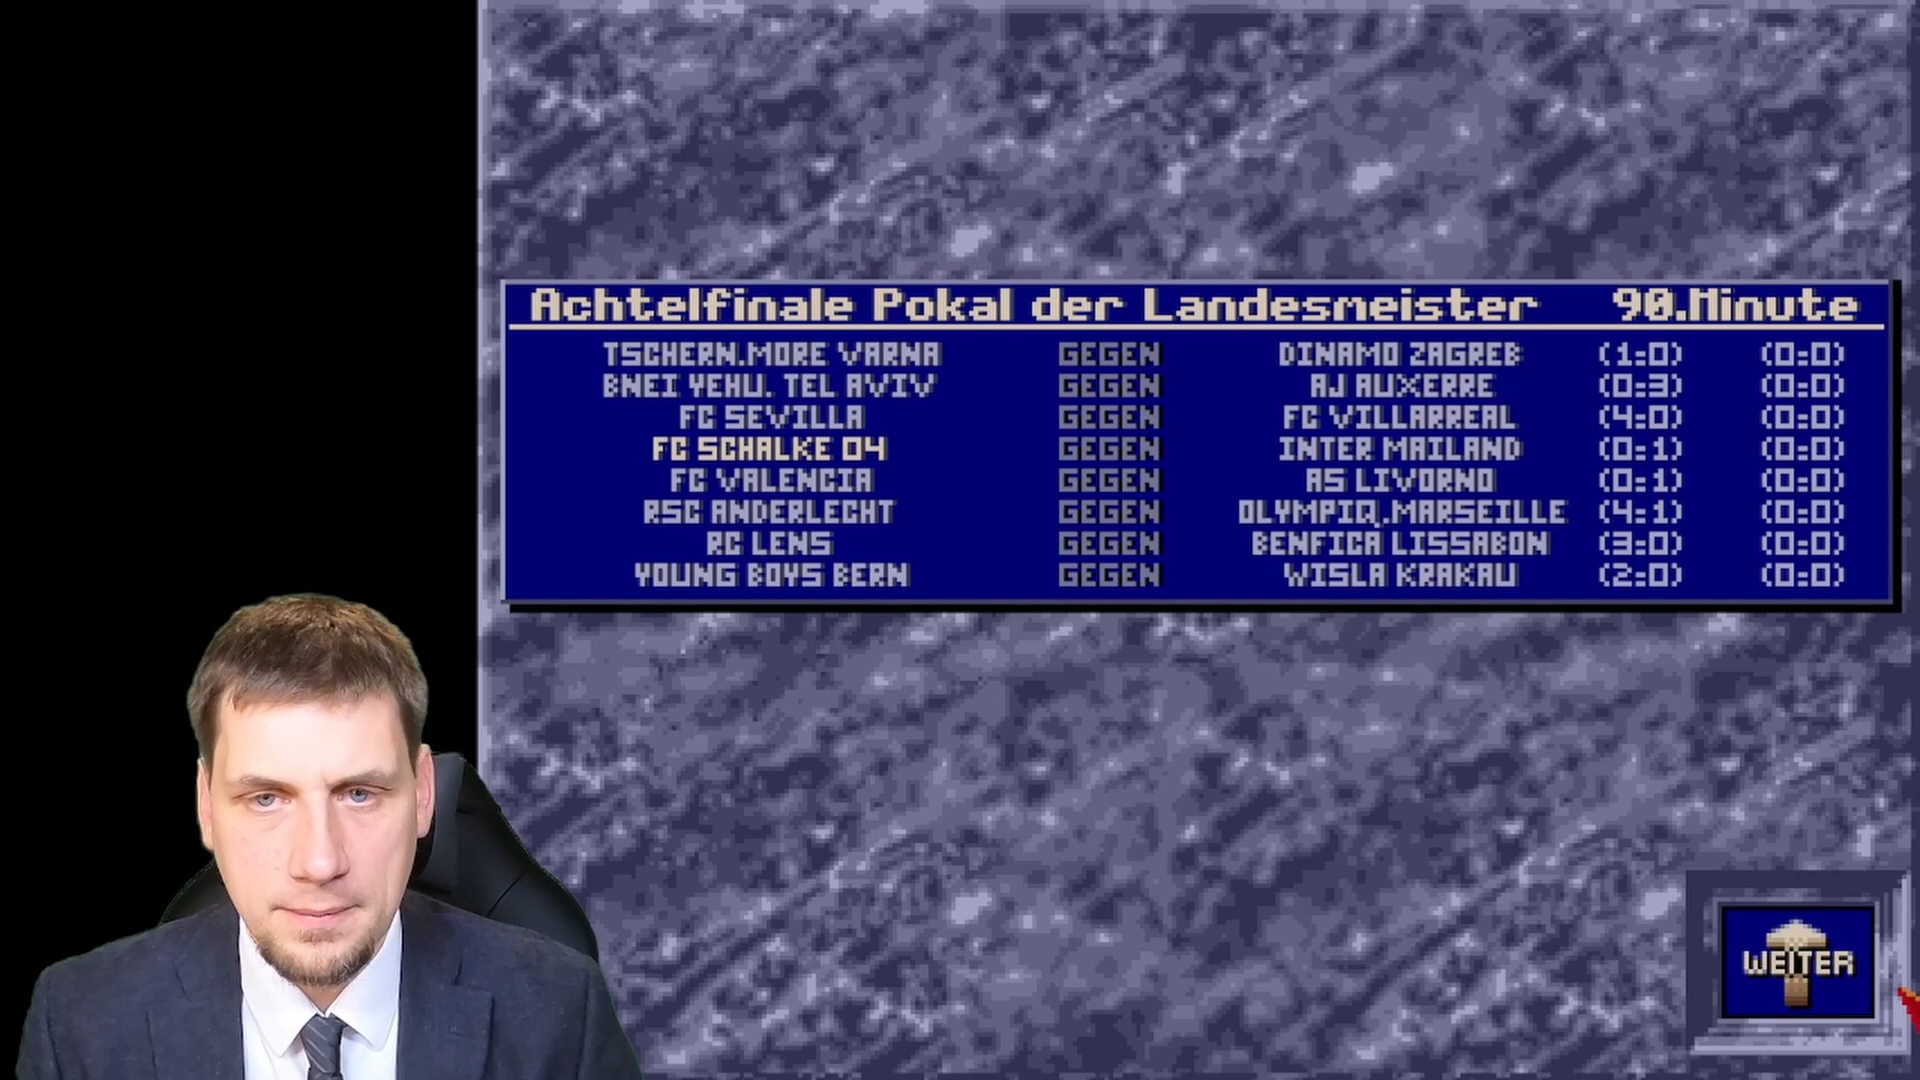 Achtelfinale Pokal der Landesmeister 90.Minute
TSCHERN.MORE VARNA GEGEN DINAMO ZAGREB (1:0) (0:0)
BNEI YEHU. TEL AVIV GEGEN AJ AUXERRE (0:3) (0:0)
FC SEVILLA GEGEN FC VILLARREAL (4:0) (0:0)
FC SCHALKE 04 GEGEN INTER MAILAND (0:1) (0:0)
FC VALENCIA GEGEN AS LIVORNO (0:1) (0:0)
RSC ANDERLECHT GEGEN OLYMPIQ.MARSEILLE (4:1) (0:0)
RC LENS GEGEN BENFICA LISSABON (3:0) (0:0)
YOUNG BOYS BERN GEGEN WISLA KRAKAU (2:0) (0:0)
WEITER